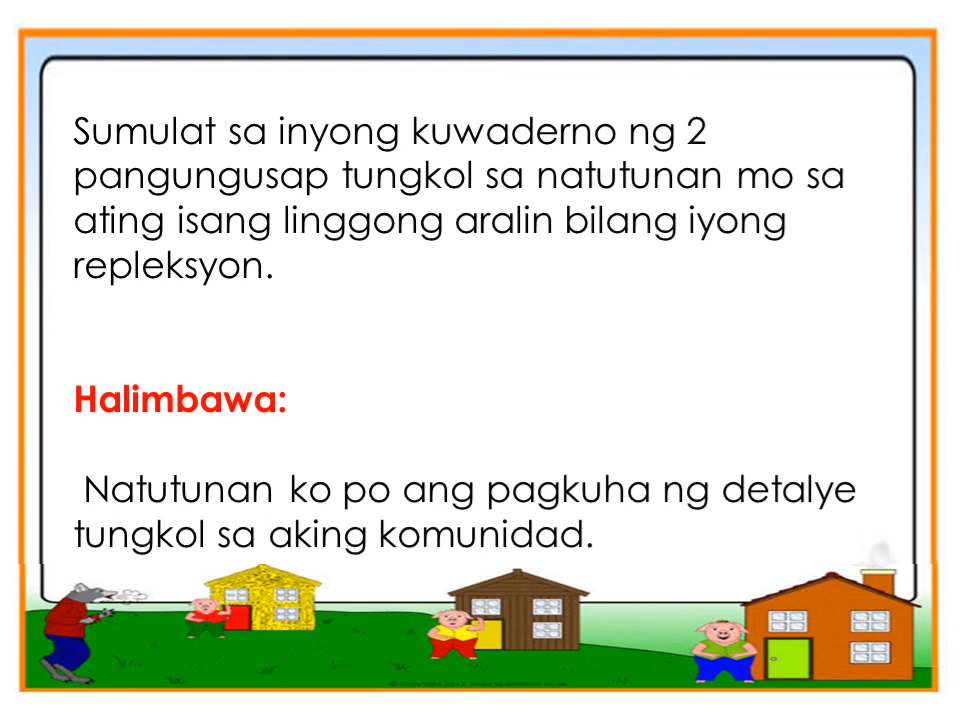 Sumulat sa inyong kuwaderno ng 2
pangungusap tungkol sa natutunan mo sa
ating isang linggong aralin bilang iyong
repleksyon.
Halimbawa:
Natutunan ko po ang pagkuha ng detalye
tungkol sa aking komunidad.